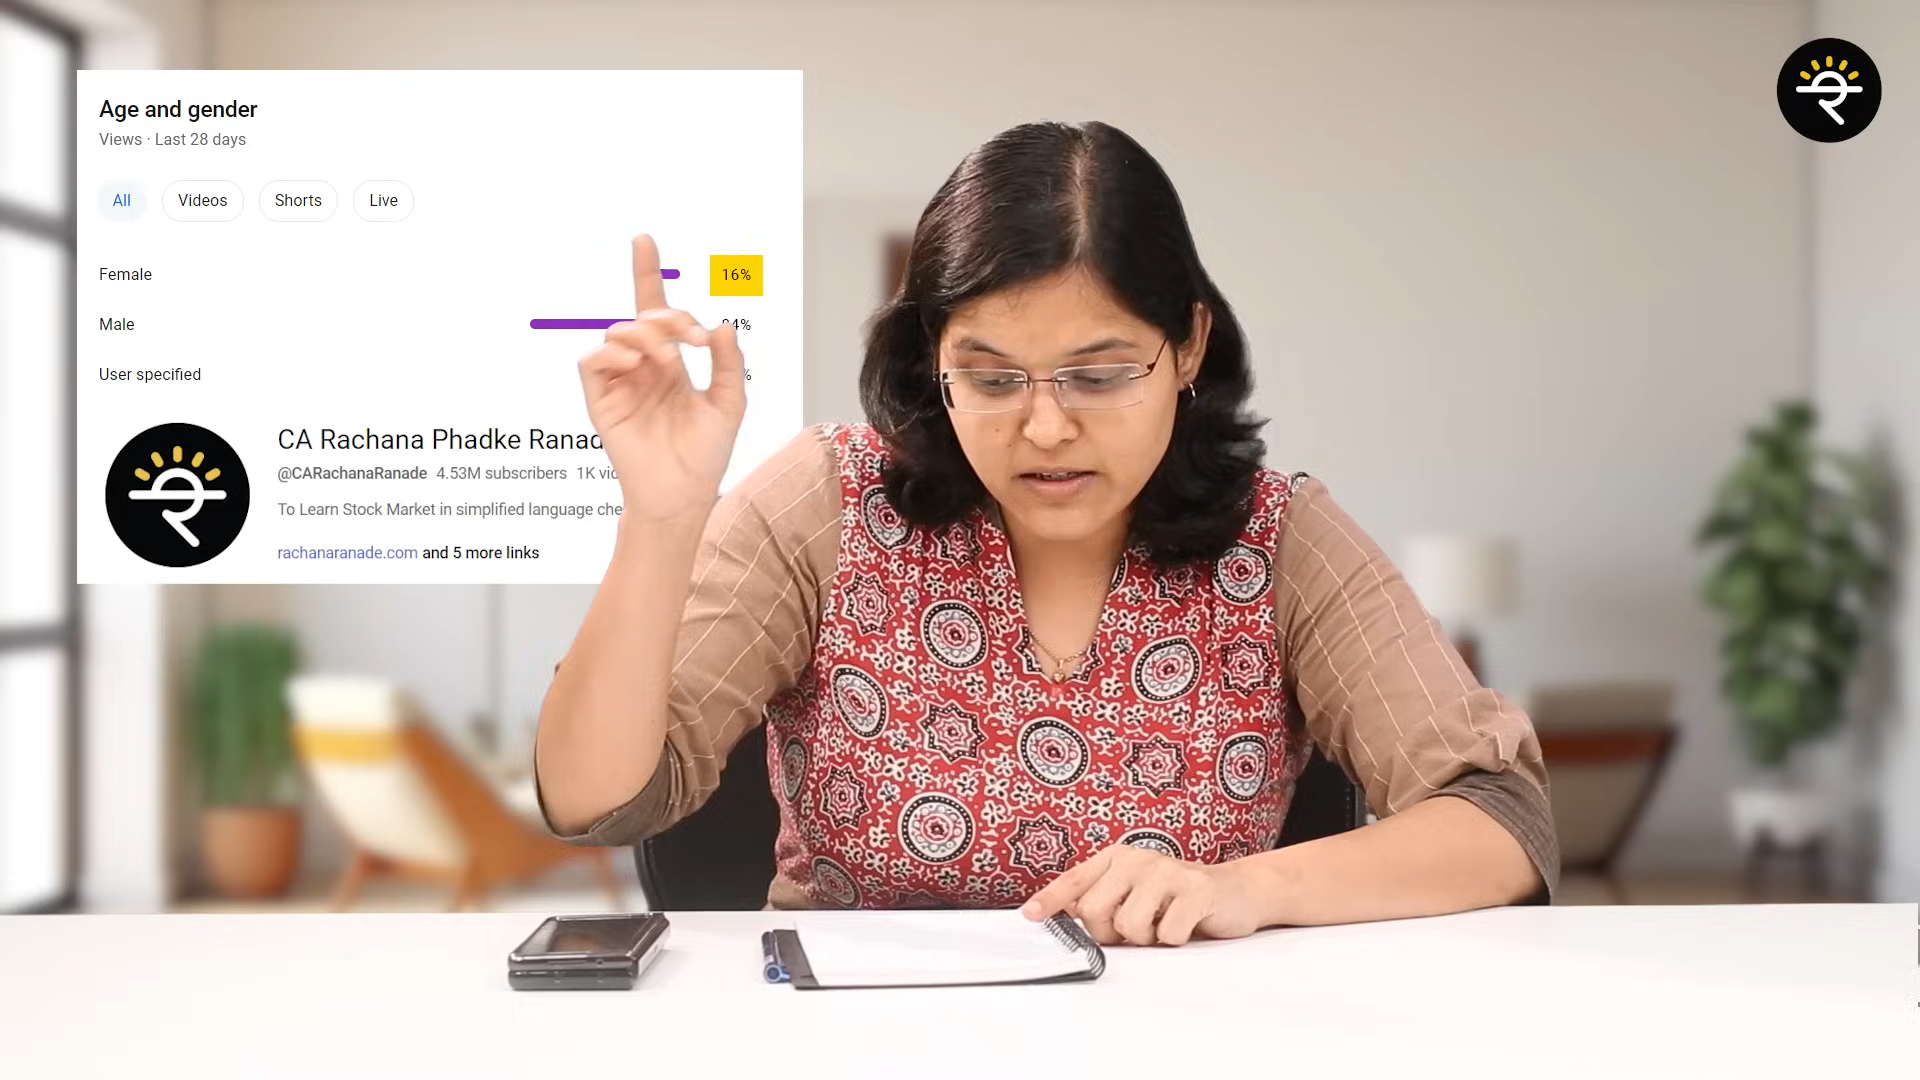 Age and gender
Views · Last 28 days
All Videos Shorts Live
Female 16%
Male 84%
User specified %
CA Rachana Phadke Ranad
@CARachanaRanade 4.53M subscribers 1K vid
To Learn Stock Market in simplified language che
rachanaranade.com and 5 more links